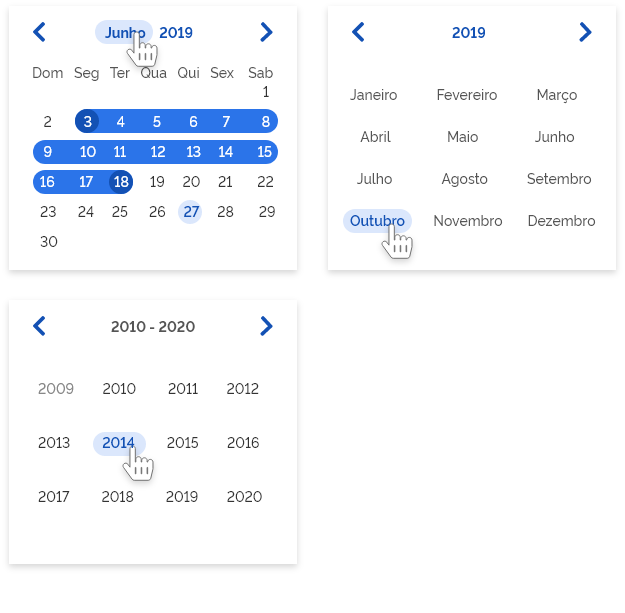 Junho 2019
Dom Seg Ter Qua Qui Sex Sab
1
2 3 4 5 6 7 8
9 10 11 12 13 14 15
16 17 18 19 20 21 22
23 24 25 26 27 28 29
30
2019
Janeiro Fevereiro Março
Abril Maio Junho
Julho Agosto Setembro
Outubro Novembro Dezembro
2010 - 2020
2009 2010 2011 2012
2013 2014 2015 2016
2017 2018 2019 2020